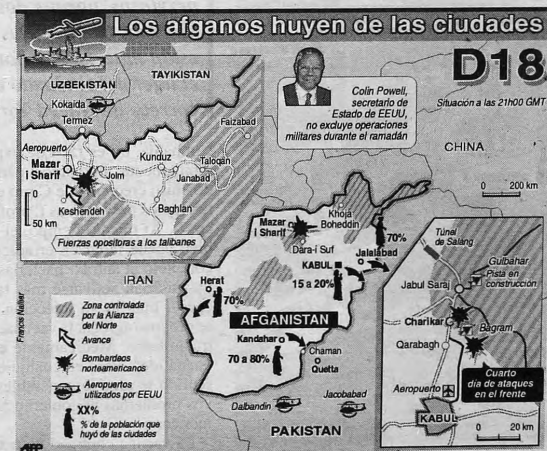 Los afganos huyen de las ciudades
D18
Situación a las 21h00 GMT
Colin Powell,
secretario de
Estado de EEUU,
no excluye operaciones
militares durante el ramadán
UZBEKISTAN
TAYIKISTAN
Kokaida
Termez
Faizabad
Aeropuerto
Mazar
i Sharif
Jolm
Kunduz
Taloqan
Janabad
Keshendeh
Baghlan
0
50 km
Fuerzas opositoras a los talibanes
CHINA
0 200 km
Mazar
i Sharif
Khoja
Boheddin
70%
Dara-i Suf
KABUL
15 a 20%
Jalalabad
IRAN
Herat
70%
AFGANISTAN
Kandahar
70 a 80%
Chaman
Quetta
Dalbandin
Jacobabad
PAKISTAN
Zona controlada
por la Alianza
del Norte
Avance
Bombardeos
norteamericanos
Aeropuertos
utilizados por EEUU
XX%
% de la población que
huyó de las ciudades
Túnel
de Salang
Gulbahar
Pista en
construcción
Jabul Saraj
Charikar
Bagram
Qarabagh
Cuarto
día de ataques
en el frente
Aeropuerto
KABUL
0 20 km
Francis Nallier
AFP